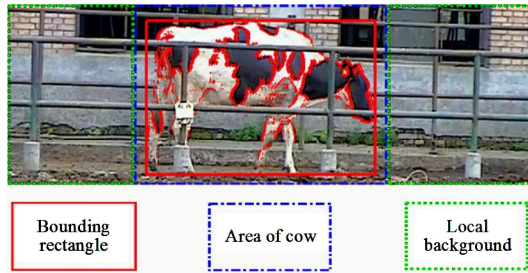 Bounding
rectangle
Area of cow
Local
background